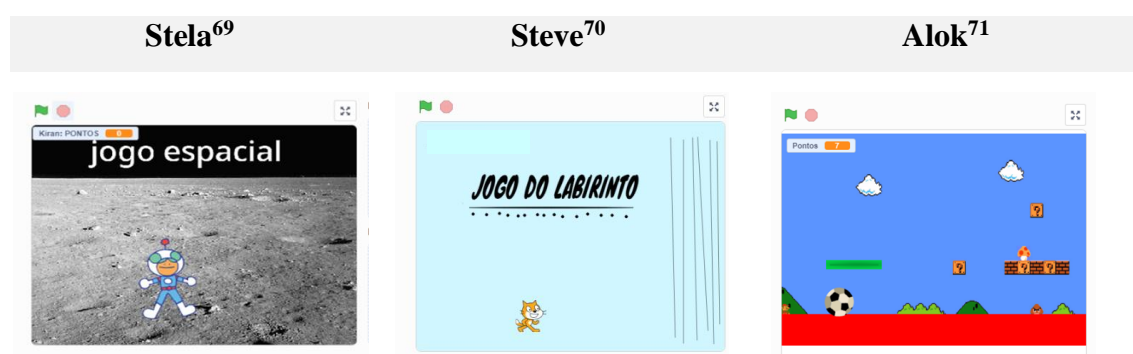 Stela69
Steve70
Alok71
Kiran: PONTOS 0
jogo espacial
JOGO DO LABIRINTO
Pontos 7
? 
?
? ? ?